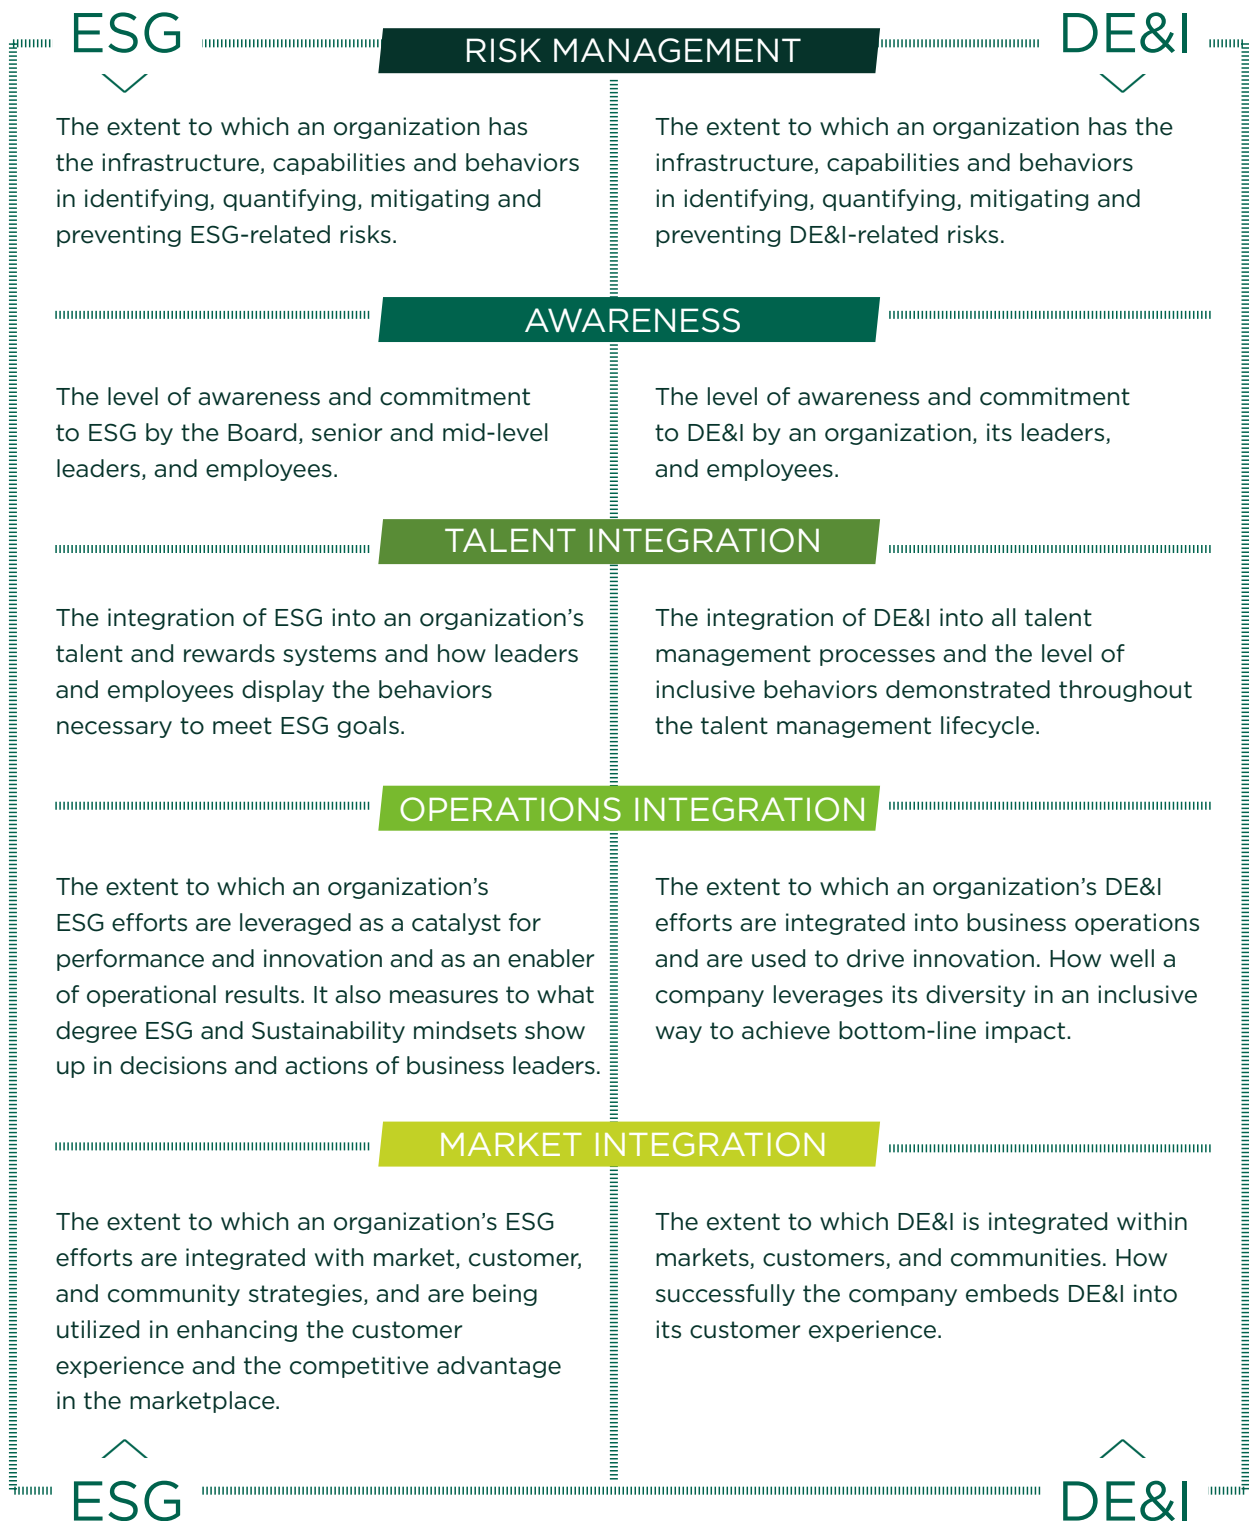 ESG
RISK MANAGEMENT
DE&I
The extent to which an organization has
the infrastructure, capabilities and behaviors
in identifying, quantifying, mitigating and
preventing ESG-related risks.
The extent to which an organization has the
infrastructure, capabilities and behaviors
in identifying, quantifying, mitigating and
preventing DE&I-related risks.
AWARENESS
The level of awareness and commitment
to ESG by the Board, senior and mid-level
leaders, and employees.
The level of awareness and commitment
to DE&I by an organization, its leaders,
and employees.
TALENT INTEGRATION
The integration of ESG into an organization’s
talent and rewards systems and how leaders
and employees display the behaviors
necessary to meet ESG goals.
The integration of DE&I into all talent
management processes and the level of
inclusive behaviors demonstrated throughout
the talent management lifecycle.
OPERATIONS INTEGRATION
The extent to which an organization’s
ESG efforts are leveraged as a catalyst for
performance and innovation and as an enabler
of operational results. It also measures to what
degree ESG and Sustainability mindsets show
up in decisions and actions of business leaders.
The extent to which an organization’s DE&I
efforts are integrated into business operations
and are used to drive innovation. How well a
company leverages its diversity in an inclusive
way to achieve bottom-line impact.
MARKET INTEGRATION
The extent to which an organization’s ESG
efforts are integrated with market, customer,
and community strategies, and are being
utilized in enhancing the customer
experience and the competitive advantage
in the marketplace.
The extent to which DE&I is integrated within
markets, customers, and communities. How
successfully the company embeds DE&I into
its customer experience.
ESG
DE&I